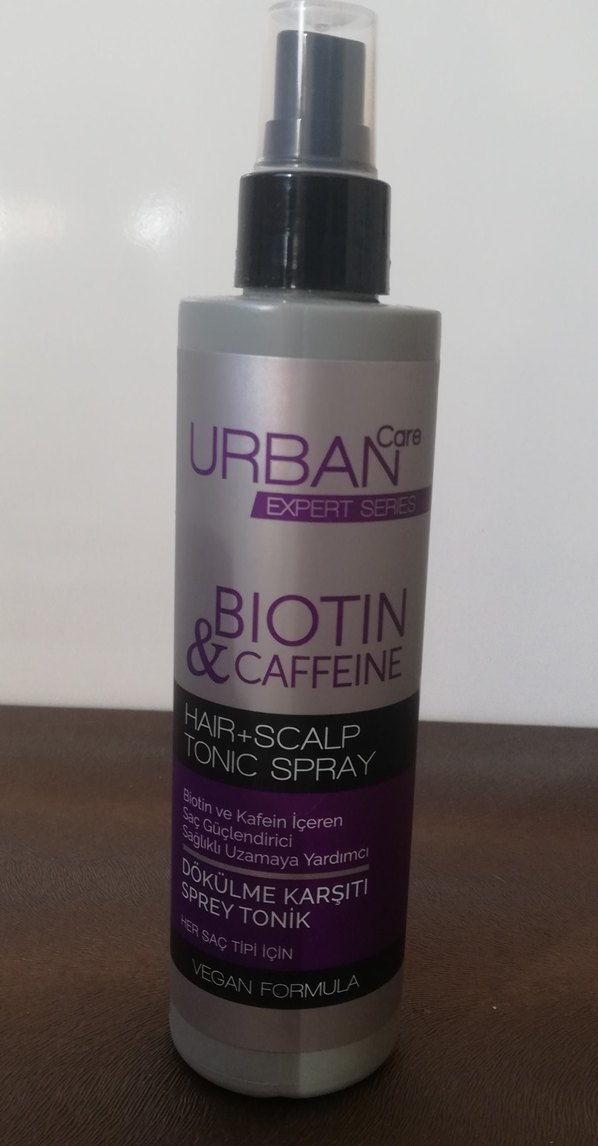 URBAN Care
EXPERT SERIES
BIOTIN
& CAFFEINE
HAIR+SCALP
TONIC SPRAY
Biotin ve Kafein İçeren
Saç Güçlendirici
Sağlıklı Uzamaya Yardımcı
DÖKÜLME KARŞITI
SPREY TONİK
HER SAÇ TİPİ İÇİN
VEGAN FORMULA